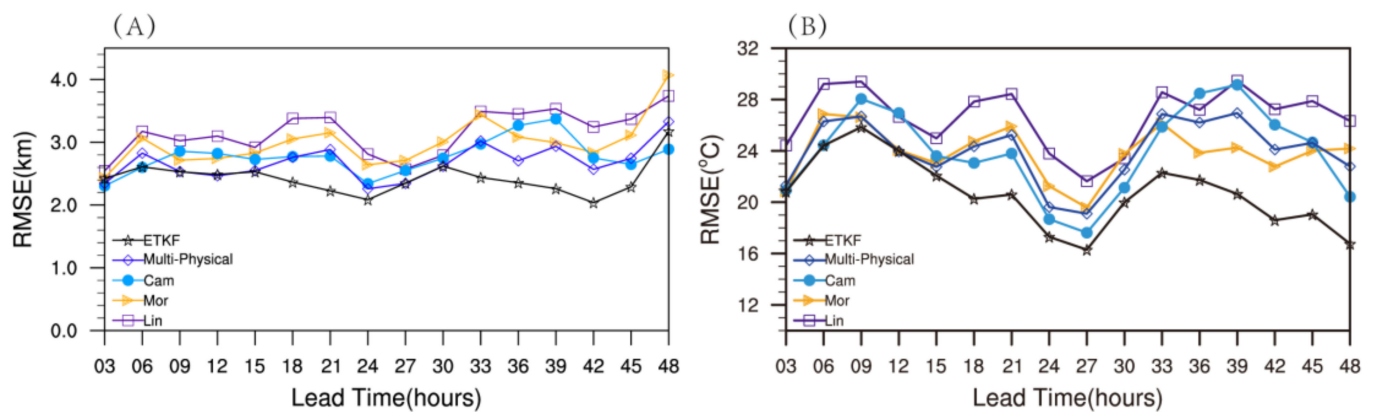 (A)
RMSE(km)
4.0
3.0
2.0
1.0
0.0
ETKF
Multi-Physical
Cam
Mor
Lin
03 06 09 12 15 18 21 24 27 30 33 36 39 42 45 48
Lead Time(hours)
(B)
RMSE(°C)
32
28
24
20
16
12
ETKF
Multi-Physical
Cam
Mor
Lin
03 06 09 12 15 18 21 24 27 30 33 36 39 42 45 48
Lead Time(hours)